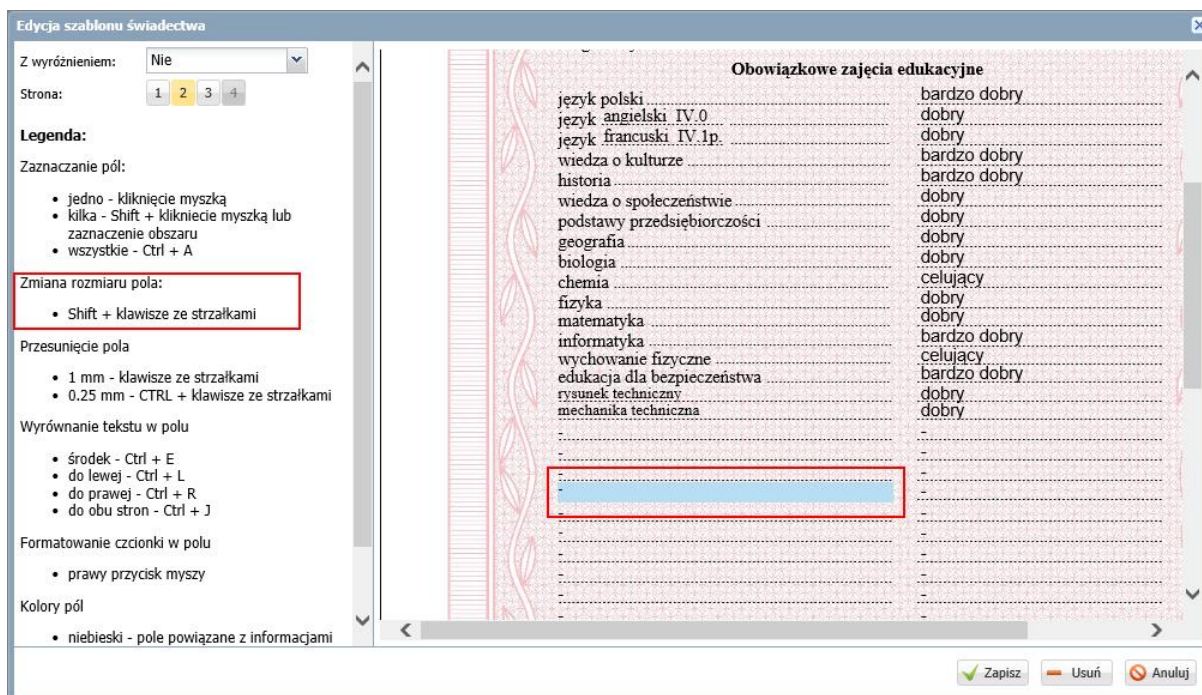 Edycja szablonu świadectwa
Z wyróżnieniem: Nie
Strona: 1 2 3 4
Legenda:
Zaznaczanie pól:
• jedno - kliknięcie myszką
• kilka - Shift + klikniecie myszką lub
zaznaczenie obszaru
• wszystkie - Ctrl + A
Zmiana rozmiaru pola:
• Shift + klawisze ze strzałkami
Przesunięcie pola
• 1 mm - klawisze ze strzałkami
• 0.25 mm - CTRL + klawisze ze strzałkami
Wyrównanie tekstu w polu
• środek - Ctrl + E
• do lewej - Ctrl + L
• do prawej - Ctrl + R
• do obu stron - Ctrl + J
Formatowanie czcionki w polu
• prawy przycisk myszy
Kolory pól
• niebieski - pole powiązane z informacjami
Obowiązkowe zajęcia edukacyjne
język polski bardzo dobry
język angielski IV.0 dobry
język francuski IV.1p. dobry
wiedza o kulturze bardzo dobry
historia bardzo dobry
wiedza o społeczeństwie dobry
podstawy przedsiębiorczości dobry
geografia dobry
biologia dobry
chemia celujący
fizyka dobry
matematyka dobry
informatyka bardzo dobry
wychowanie fizyczne celujący
edukacja dla bezpieczeństwa bardzo dobry
rysunek techniczny dobry
mechanika techniczna dobry
- -
- -
- -
- -
- -
- -
- -
- -
- -
- -
Zapisz Usuń Anuluj